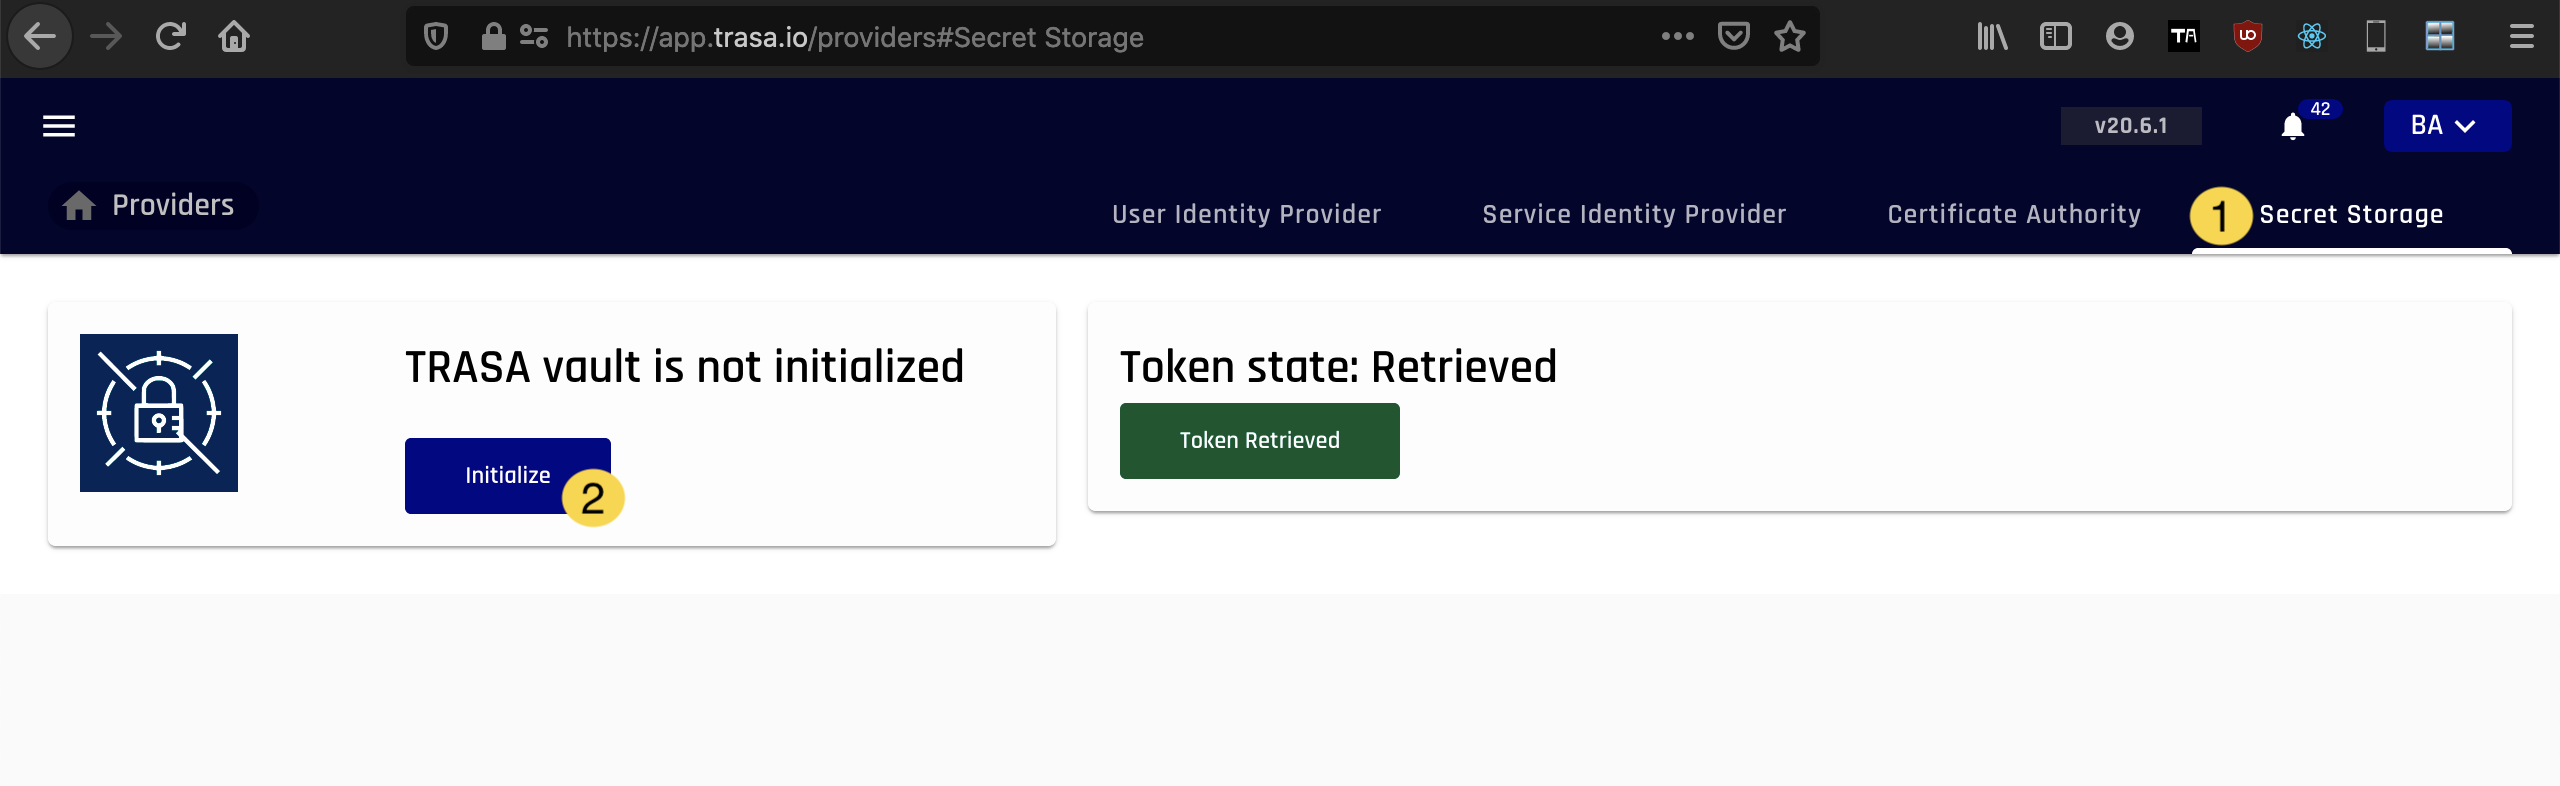 https://app.trasa.io/providers#Secret Storage
TA
UO
v20.6.1
42
BA
Providers
User Identity Provider
Service Identity Provider
Certificate Authority
1
Secret Storage
TRASA vault is not initialized
Initialize
2
Token state: Retrieved
Token Retrieved